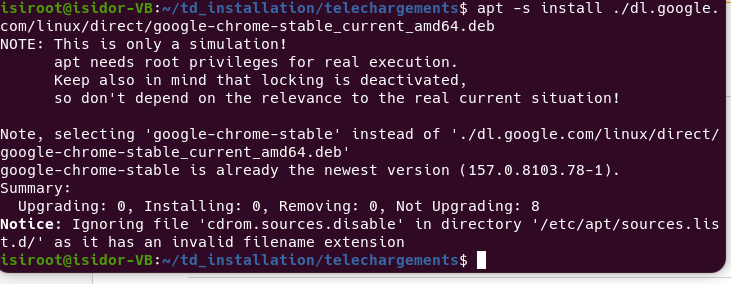 isiroot@isidor-VB:~/td_installation/telechargements$ apt -s install ./dl.google.
com/linux/direct/google-chrome-stable_current_amd64.deb
NOTE: This is only a simulation!
      apt needs root privileges for real execution.
      Keep also in mind that locking is deactivated,
      so don't depend on the relevance to the real current situation!

Note, selecting 'google-chrome-stable' instead of './dl.google.com/linux/direct/
google-chrome-stable_current_amd64.deb'
google-chrome-stable is already the newest version (157.0.8103.78-1).
Summary:
  Upgrading: 0, Installing: 0, Removing: 0, Not Upgrading: 8
Notice: Ignoring file 'cdrom.sources.disable' in directory '/etc/apt/sources.lis
t.d/' as it has an invalid filename extension
isiroot@isidor-VB:~/td_installation/telechargements$